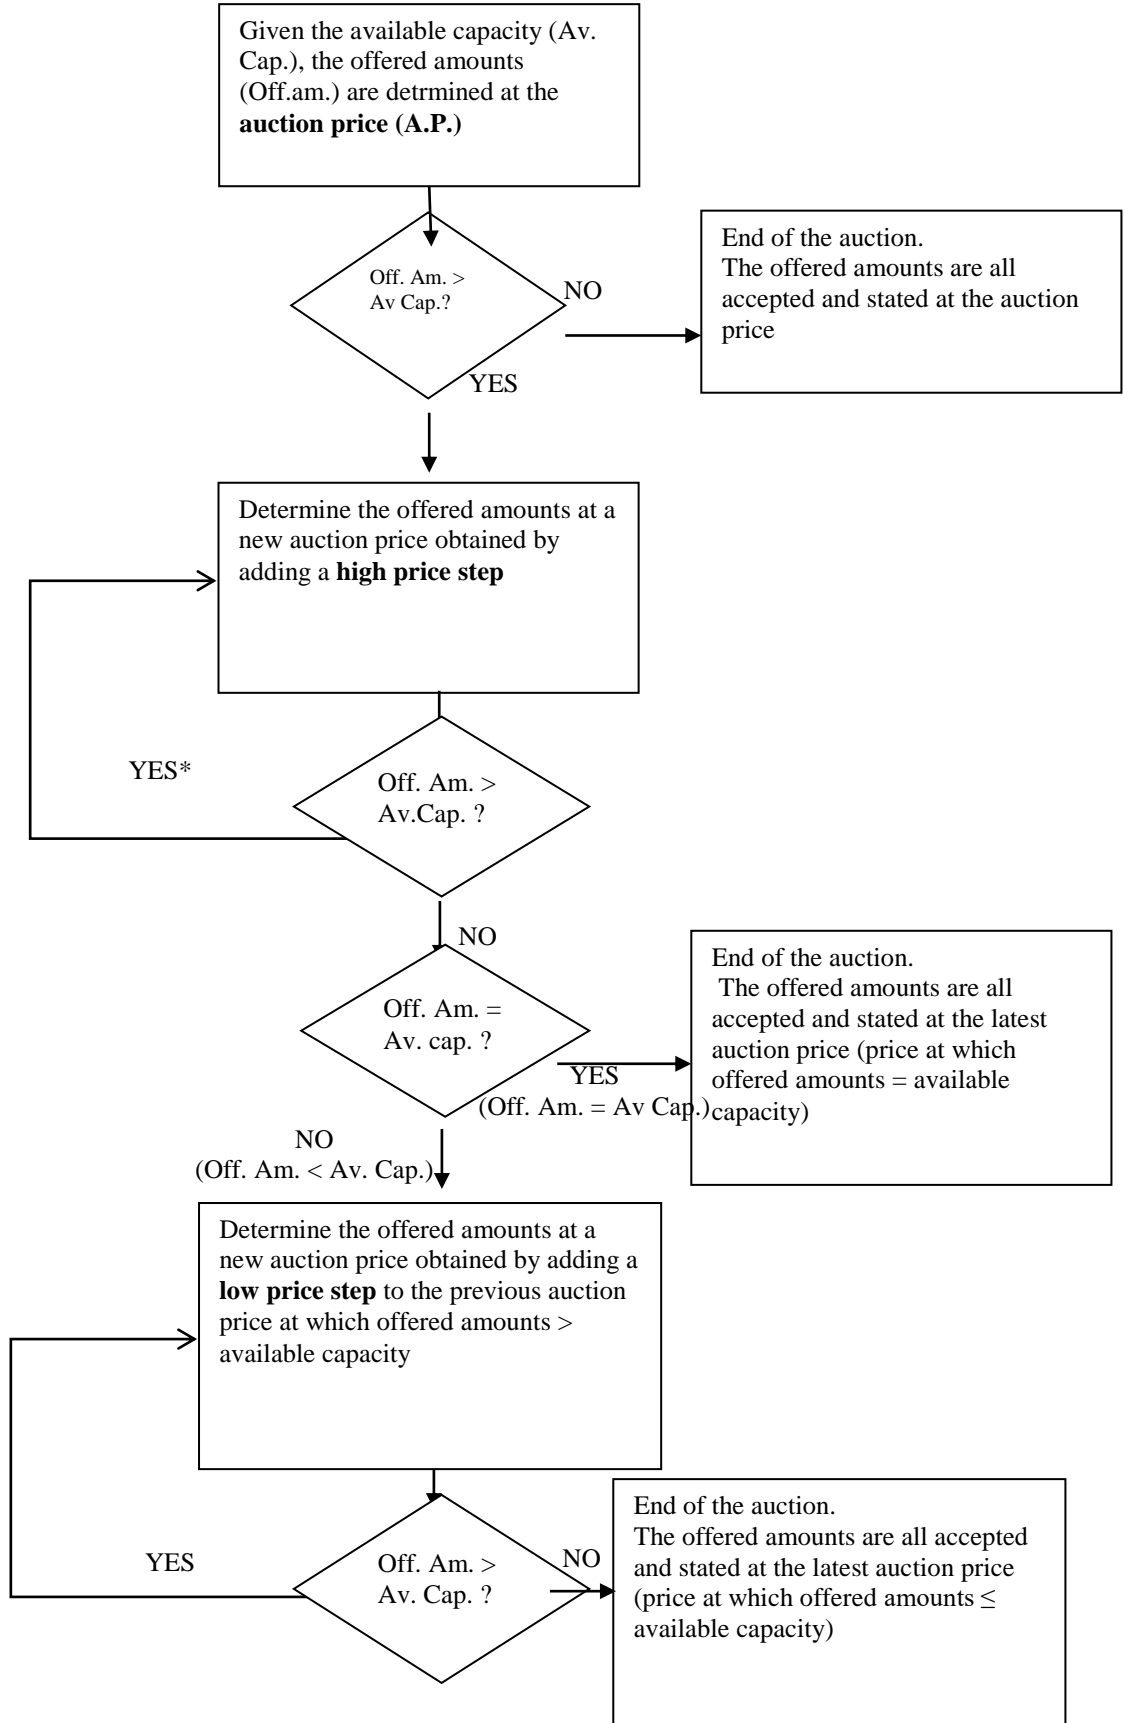 Given the available capacity (Av.
Cap.), the offered amounts
(Off.am.) are detrmined at the
auction price (A.P.)
Off. Am. >
Av Cap.?
NO
End of the auction.
The offered amounts are all
accepted and stated at the auction
price
YES
Determine the offered amounts at a
new auction price obtained by
adding a high price step
YES*
Off. Am. >
Av.Cap. ?
NO
Off. Am. =
Av. cap. ?
End of the auction.
The offered amounts are all
accepted and stated at the latest
auction price (price at which
offered amounts = available
capacity)
YES
(Off. Am. = Av Cap.)
NO
(Off. Am. < Av. Cap.)
Determine the offered amounts at a
new auction price obtained by adding a
low price step to the previous auction
price at which offered amounts >
available capacity
YES
Off. Am. >
Av. Cap. ?
NO
End of the auction.
The offered amounts are all accepted
and stated at the latest auction price
(price at which offered amounts ≤
available capacity)